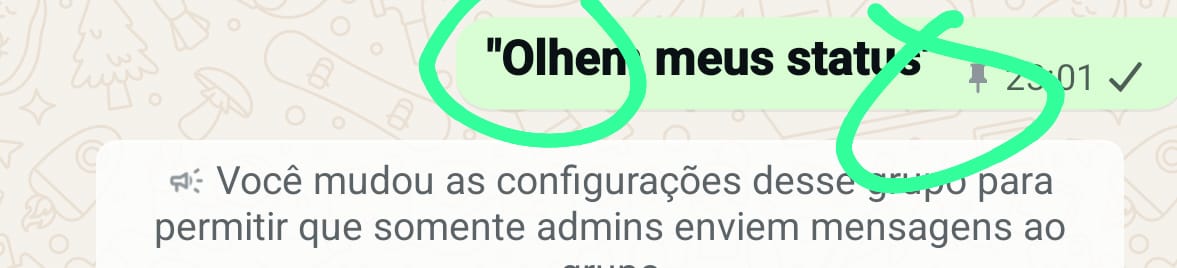 "Olhem meus status"
23:01
Você mudou as configurações desse grupo para
permitir que somente admins enviem mensagens ao
grupo